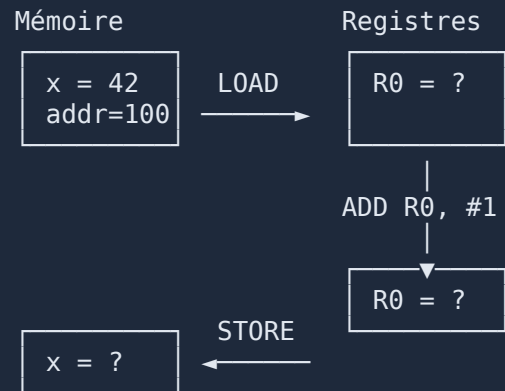 Mémoire Registres
x = 42 LOAD R0 = ?
addr=100
ADD R0, #1
R0 = ?
STORE
x = ?